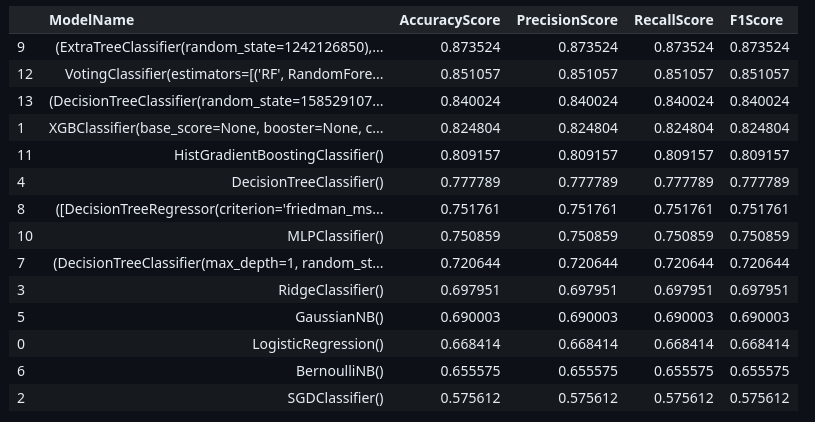 ModelName AccuracyScore PrecisionScore RecallScore F1Score
9 (ExtraTreeClassifier(random_state=1242126850),... 0.873524 0.873524 0.873524 0.873524
12 VotingClassifier(estimators=[('RF', RandomFore... 0.851057 0.851057 0.851057 0.851057
13 (DecisionTreeClassifier(random_state=158529107... 0.840024 0.840024 0.840024 0.840024
1 XGBClassifier(base_score=None, booster=None, c... 0.824804 0.824804 0.824804 0.824804
11 HistGradientBoostingClassifier() 0.809157 0.809157 0.809157 0.809157
4 DecisionTreeClassifier() 0.777789 0.777789 0.777789 0.777789
8 ([DecisionTreeRegressor(criterion='friedman_ms... 0.751761 0.751761 0.751761 0.751761
10 MLPClassifier() 0.750859 0.750859 0.750859 0.750859
7 (DecisionTreeClassifier(max_depth=1, random_st... 0.720644 0.720644 0.720644 0.720644
3 RidgeClassifier() 0.697951 0.697951 0.697951 0.697951
5 GaussianNB() 0.690003 0.690003 0.690003 0.690003
0 LogisticRegression() 0.668414 0.668414 0.668414 0.668414
6 BernoulliNB() 0.655575 0.655575 0.655575 0.655575
2 SGDClassifier() 0.575612 0.575612 0.575612 0.575612